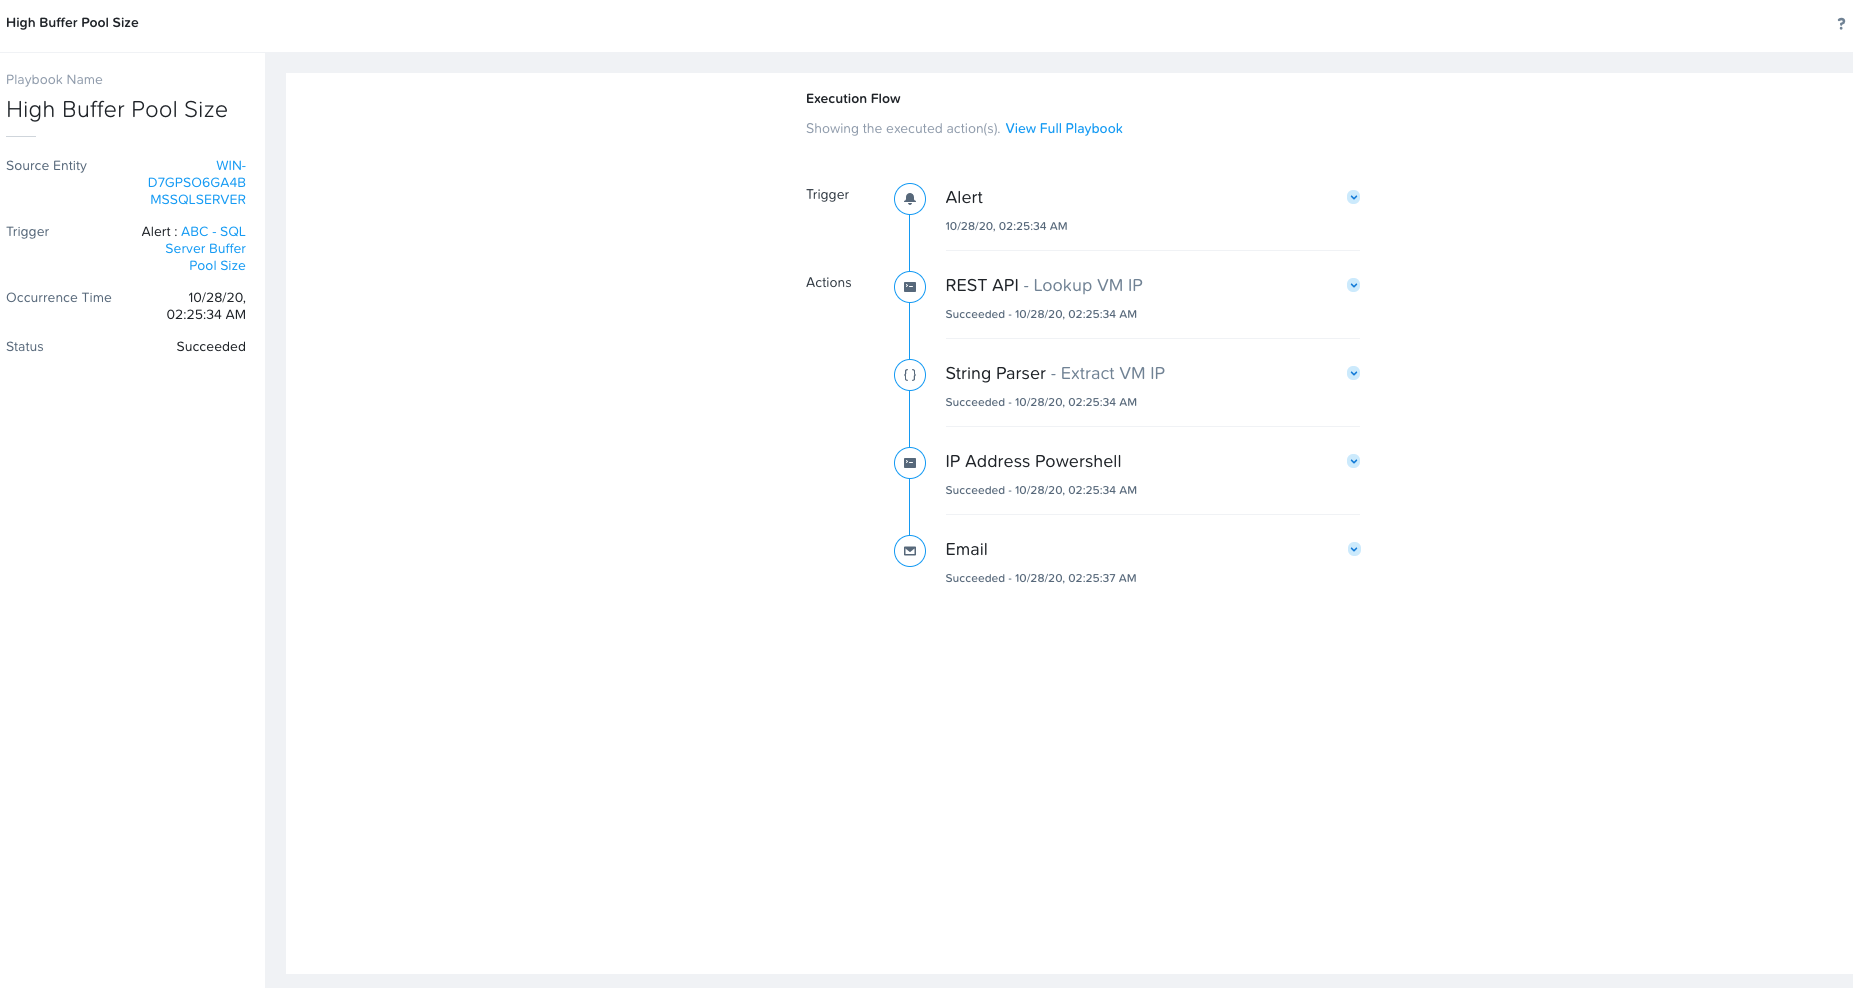 High Buffer Pool Size
?
Playbook Name
High Buffer Pool Size
Source Entity
WIN-
D7GPSO6GA4B
MSSQLSERVER
Trigger
Alert : ABC - SQL
Server Buffer
Pool Size
Occurrence Time
10/28/20,
02:25:34 AM
Status
Succeeded
Execution Flow
Showing the executed action(s). View Full Playbook
Trigger
Alert
10/28/20, 02:25:34 AM
Actions
REST API - Lookup VM IP
Succeeded - 10/28/20, 02:25:34 AM
String Parser - Extract VM IP
Succeeded - 10/28/20, 02:25:34 AM
IP Address Powershell
Succeeded - 10/28/20, 02:25:34 AM
Email
Succeeded - 10/28/20, 02:25:37 AM